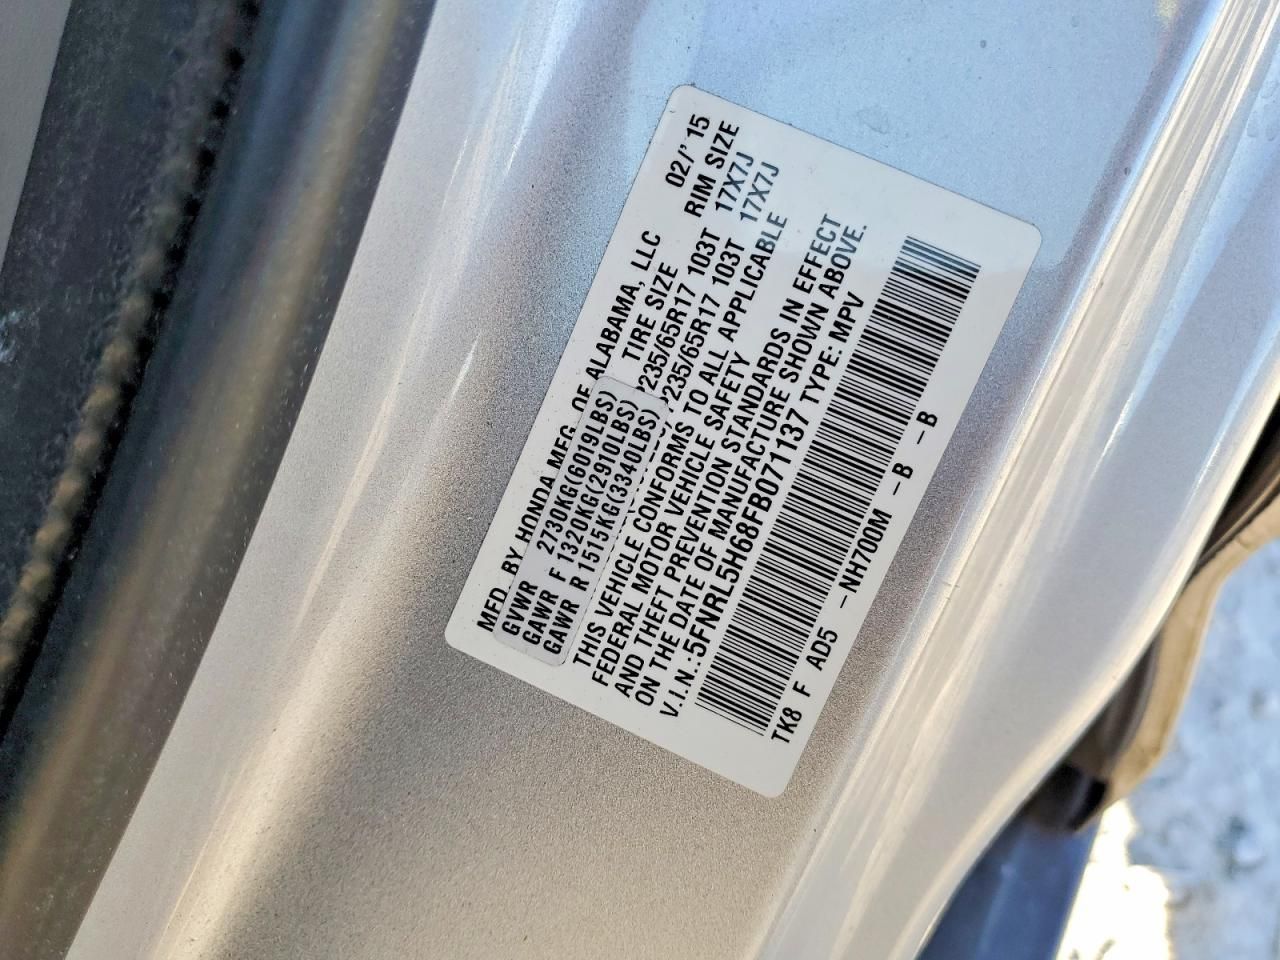 MFD. BY HONDA MFG. OF ALABAMA, LLC 02/'15
TIRE SIZE RIM SIZE
GVWR 2730KG(6019LBS)
GAWR F 1320KG(2910LBS) P235/65R17 103T 17X7J
GAWR R 1515KG(3340LBS) P235/65R17 103T 17X7J
THIS VEHICLE CONFORMS TO ALL APPLICABLE
FEDERAL MOTOR VEHICLE SAFETY
AND THEFT PREVENTION STANDARDS IN EFFECT
ON THE DATE OF MANUFACTURE SHOWN ABOVE.
V.I.N.:5FNRL5H68FB071137 TYPE: MPV
TK8 F AD5 -NH700M -B -B